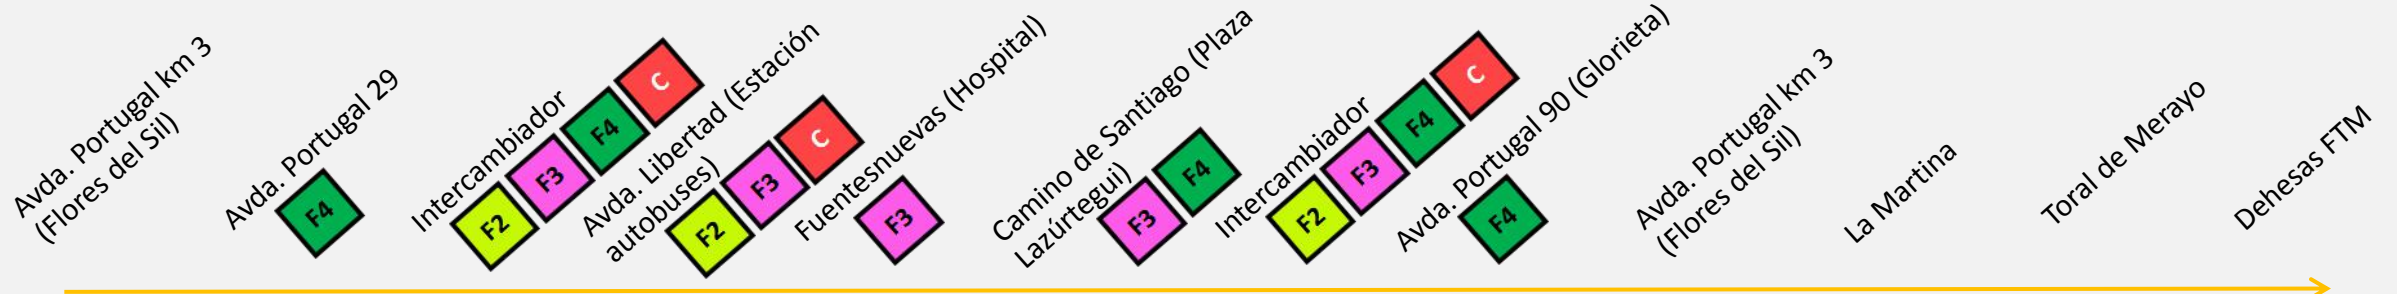 Avda. Portugal km 3
(Flores del Sil)
Avda. Portugal 29
F4
Intercambiador
F2
F3
F4
C
Avda. Libertad (Estación
autobuses)
F2
F3
C
Fuentesnuevas (Hospital)
F3
Camino de Santiago (Plaza
Lazúrtegui)
F3
F4
Intercambiador
F2
F3
F4
C
Avda. Portugal 90 (Glorieta)
F4
Avda. Portugal km 3
(Flores del Sil)
La Martina
Toral de Merayo
Dehesas FTM